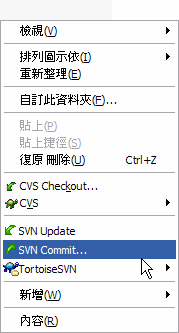 檢視(V)
排列圖示依(I)
重新整理(E)
自訂此資料夾(F)...
貼上(P)
貼上捷徑(S)
復原 刪除(U) Ctrl+Z
CVS Checkout...
CVS
SVN Update
SVN Commit...
TortoiseSVN
新增(W)
內容(R)